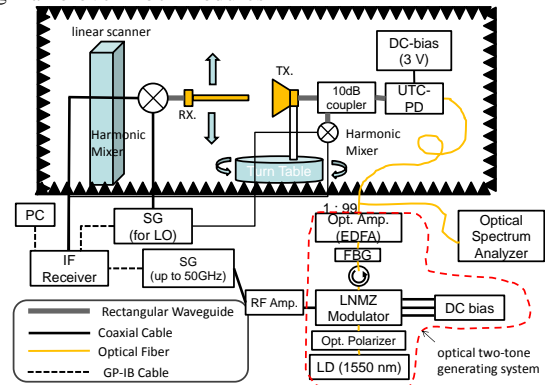 linear scanner
DC-bias
(3 V)
TX.
10dB
coupler
UTC-
PD
RX.
Harmonic
Mixer
Harmonic
Mixer
Turn Table
1 : 99
PC
SG
(for LO)
Opt. Amp.
(EDFA)
Optical
Spectrum
Analyzer
FBG
IF
Receiver
SG
(up to 50GHz)
RF Amp.
LNMZ
Modulator
DC bias
Rectangular Waveguide
Coaxial Cable
Optical Fiber
GP-IB Cable
Opt. Polarizer
LD (1550 nm)
optical two-tone
generating system